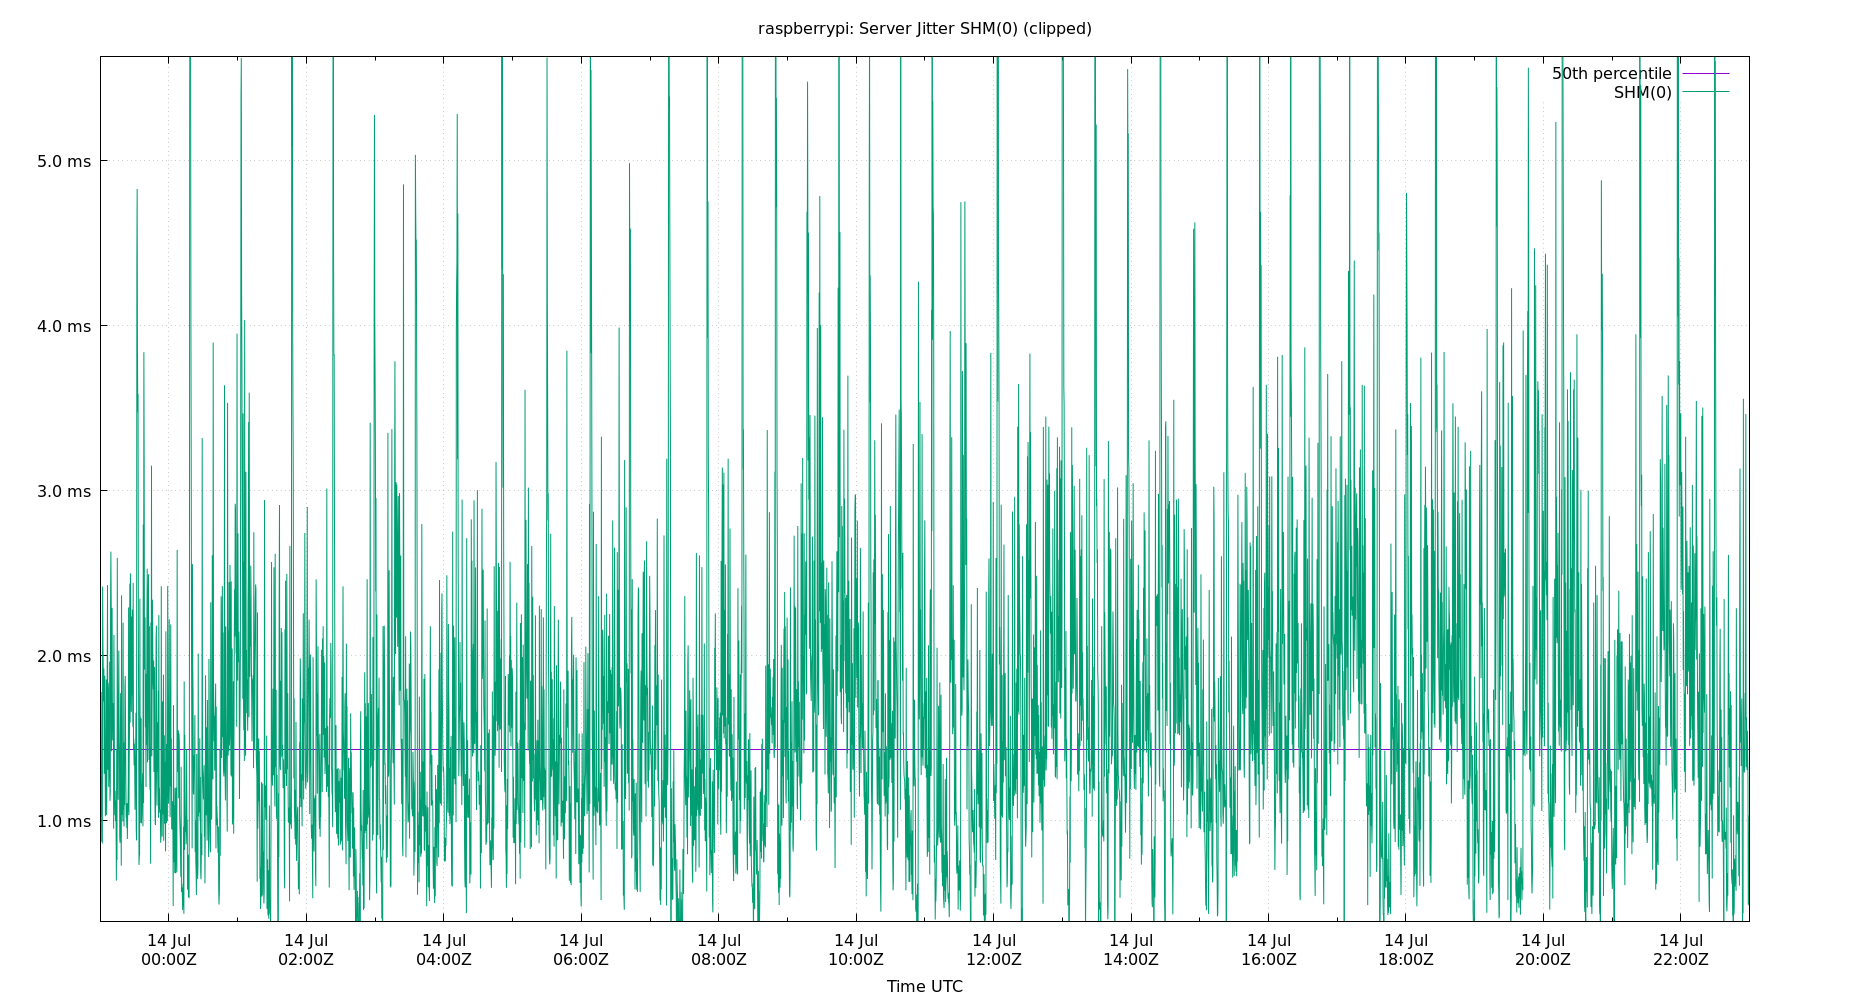 raspberrypi: Server Jitter SHM(0) (clipped)
50th percentile
SHM(0)
5.0 ms
4.0 ms
3.0 ms
2.0 ms
1.0 ms
14 Jul 14 Jul 14 Jul 14 Jul 14 Jul 14 Jul 14 Jul 14 Jul 14 Jul 14 Jul 14 Jul 14 Jul
00:00Z 02:00Z 04:00Z 06:00Z 08:00Z 10:00Z 12:00Z 14:00Z 16:00Z 18:00Z 20:00Z 22:00Z
Time UTC